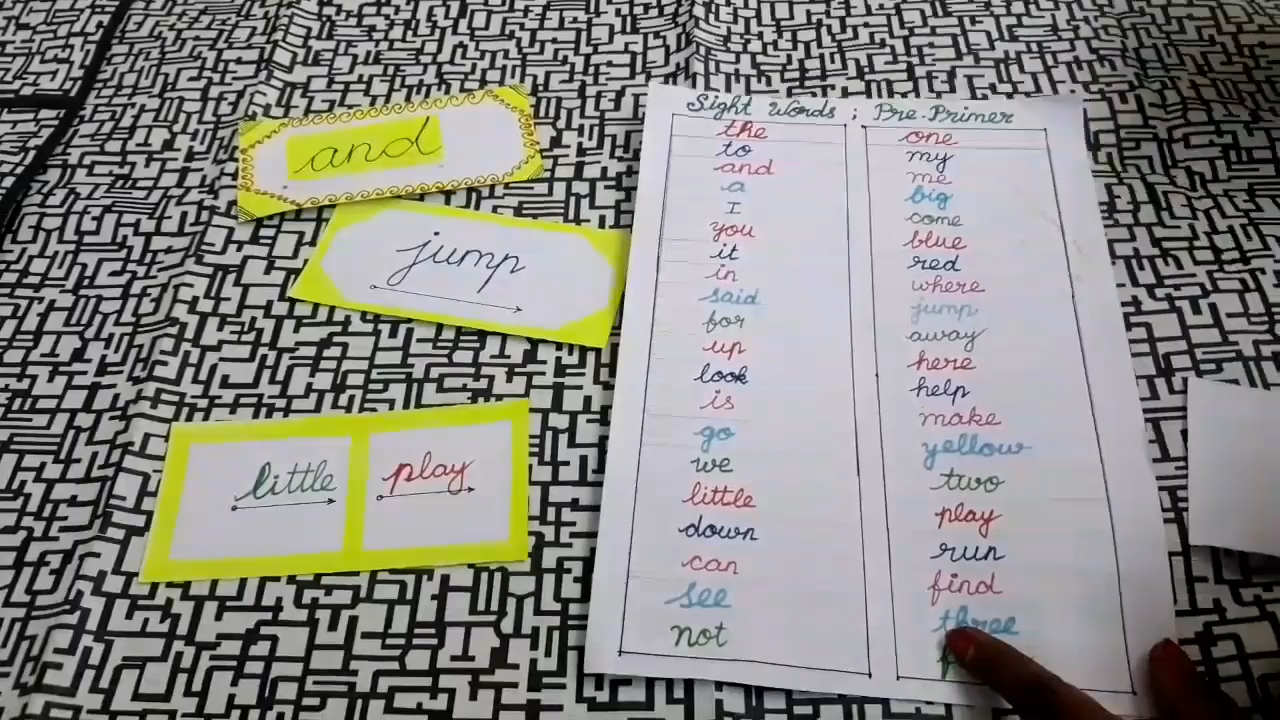 and
jump
little play
Sight Words ; Pre-Primer
the
to
and
a
I
you
it
in
said
for
up
look
is
go
we
little
down
can
see
not
one
my
me
big
come
blue
red
where
jump
away
here
help
make
yellow
two
play
run
find
three